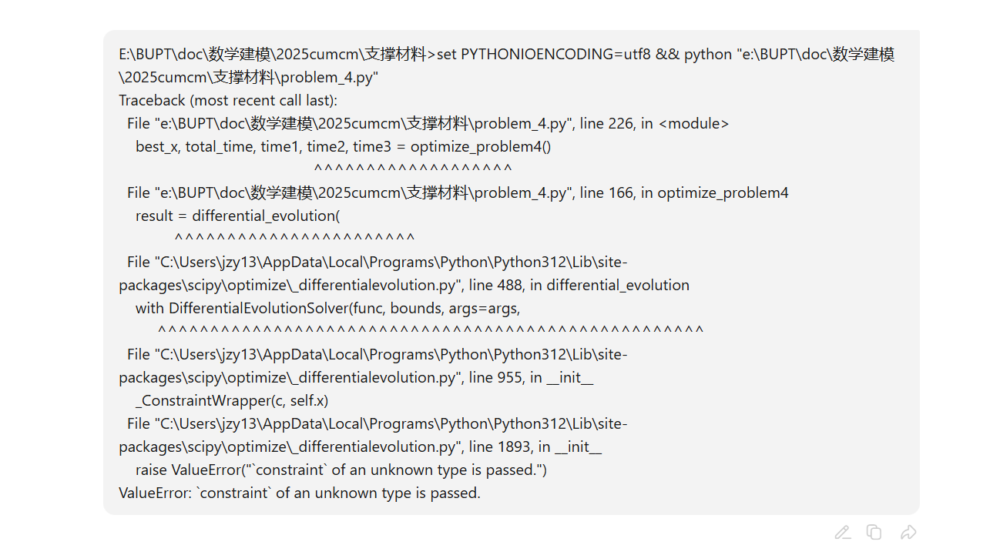 E:\BUPT\doc\数学建模\2025cumcm\支撑材料>set PYTHONIOENCODING=utf8 && python "e:\BUPT\doc\数学建模
\2025cumcm\支撑材料\problem_4.py"
Traceback (most recent call last):
  File "e:\BUPT\doc\数学建模\2025cumcm\支撑材料\problem_4.py", line 226, in <module>
    best_x, total_time, time1, time2, time3 = optimize_problem4()
                                              ^^^^^^^^^^^^^^^^^^^
  File "e:\BUPT\doc\数学建模\2025cumcm\支撑材料\problem_4.py", line 166, in optimize_problem4
    result = differential_evolution(
             ^^^^^^^^^^^^^^^^^^^^^^^
  File "C:\Users\jzy13\AppData\Local\Programs\Python\Python312\Lib\site-
packages\scipy\optimize\_differentialevolution.py", line 488, in differential_evolution
    with DifferentialEvolutionSolver(func, bounds, args=args,
         ^^^^^^^^^^^^^^^^^^^^^^^^^^^^^^^^^^^^^^^^^^^^^^^^^^^^
  File "C:\Users\jzy13\AppData\Local\Programs\Python\Python312\Lib\site-
packages\scipy\optimize\_differentialevolution.py", line 955, in __init__
    _ConstraintWrapper(c, self.x)
  File "C:\Users\jzy13\AppData\Local\Programs\Python\Python312\Lib\site-
packages\scipy\optimize\_differentialevolution.py", line 1893, in __init__
    raise ValueError("`constraint` of an unknown type is passed.")
ValueError: `constraint` of an unknown type is passed.